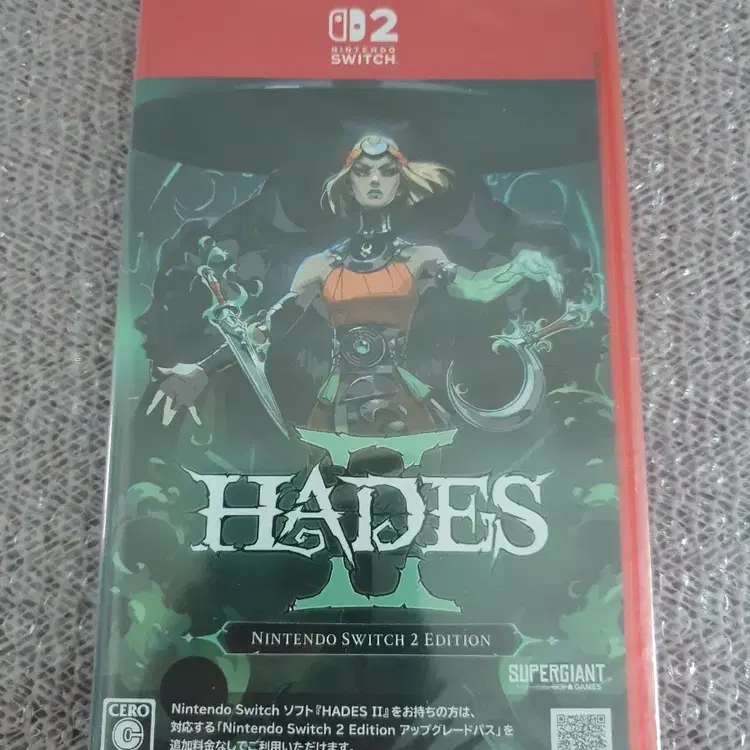 2
NINTENDO
SWITCH
HADES
II
NINTENDO SWITCH 2 EDITION
SUPERGIANT
GAMES
CERO
C
Nintendo Switch ソフト『HADES II』をお持ちの方は、
対応する「Nintendo Switch 2 Edition アップグレードパス」を
追加料金なしでご利用いただけます。